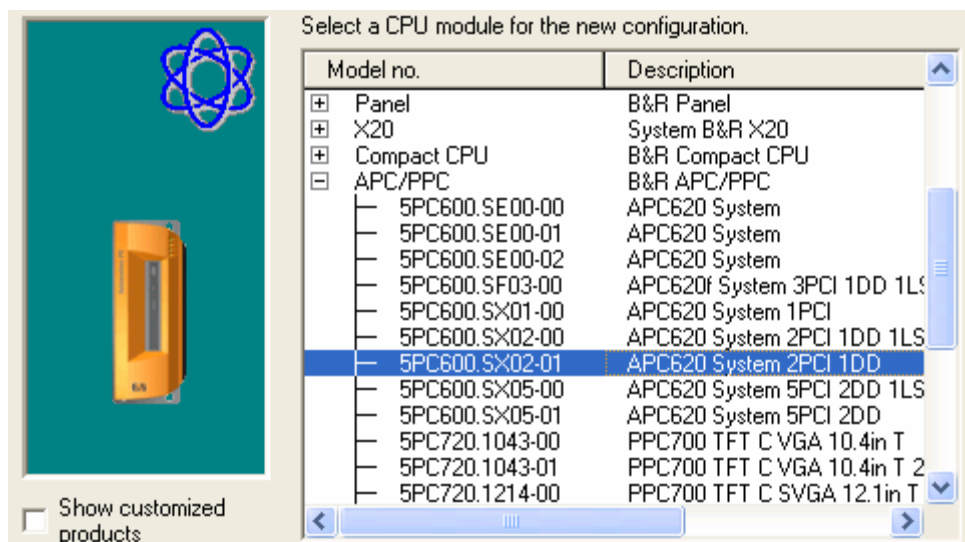 Select a CPU module for the new configuration.
Model no. Description
Panel B&R Panel
X20 System B&R X20
Compact CPU B&R Compact CPU
APC/PPC B&R APC/PPC
5PC600.SE00-00 APC620 System
5PC600.SE00-01 APC620 System
5PC600.SE00-02 APC620 System
5PC600.SF03-00 APC620f System 3PCI 1DD 1LS
5PC600.SX01-00 APC620 System 1PCI
5PC600.SX02-00 APC620 System 2PCI 1DD 1LS
5PC600.SX02-01 APC620 System 2PCI 1DD
5PC600.SX05-00 APC620 System 5PCI 2DD 1LS
5PC600.SX05-01 APC620 System 5PCI 2DD
5PC720.1043-00 PPC700 TFT C VGA 10.4in T
5PC720.1043-01 PPC700 TFT C VGA 10.4in T 2
5PC720.1214-00 PPC700 TFT C SVGA 12.1in T
Show customized
products